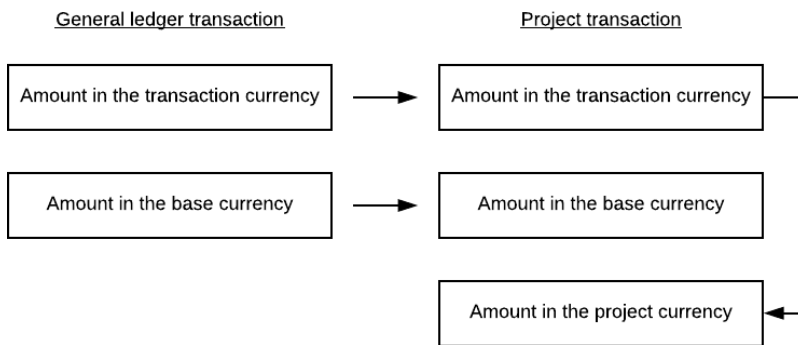 General ledger transaction
Project transaction
Amount in the transaction currency
Amount in the transaction currency
Amount in the base currency
Amount in the base currency
Amount in the project currency